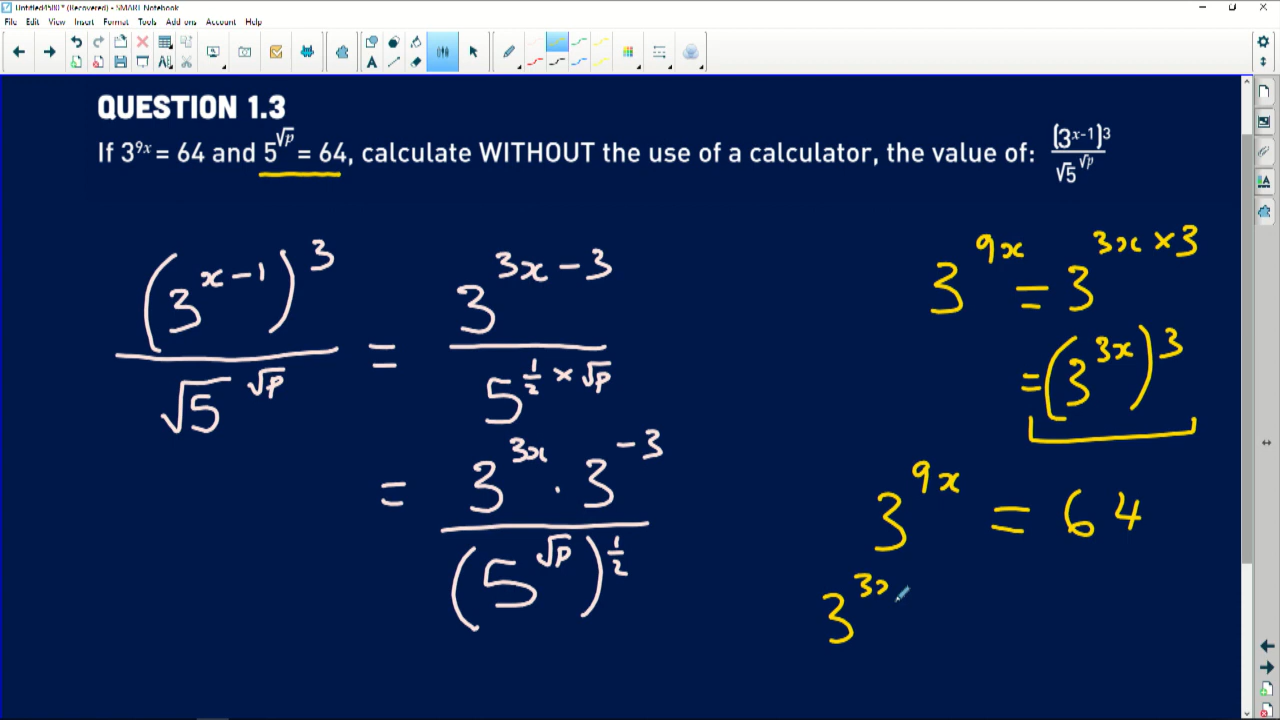 Untitled4580 * (Recovered) - SMART Notebook
File Edit View Insert Format Tools Add ons Account Help
QUESTION 1.3
If 3^{9x} = 64 and 5^{√p} = 64, calculate WITHOUT the use of a calculator, the value of: (3^{x-1})^3 / √5^{√p}
(3^{x-1})^3 / √5^{√p} = 3^{3x-3} / 5^{1/2 × √p}
= 3^{3x} · 3^{-3} / (5^{√p})^{1/2}
3^{9x} = 3^{3x × 3}
= (3^{3x})^3
3^{9x} = 64
3^{3x